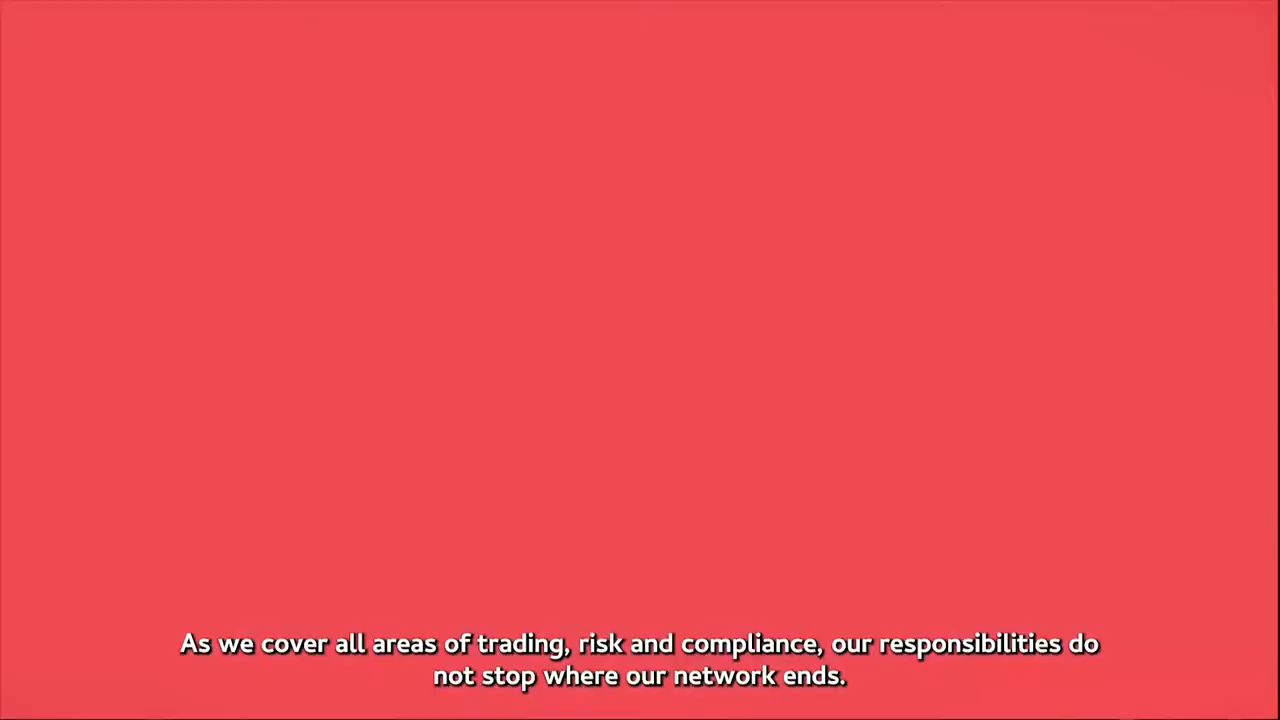 As we cover all areas of trading, risk and compliance, our responsibilities do
not stop where our network ends.